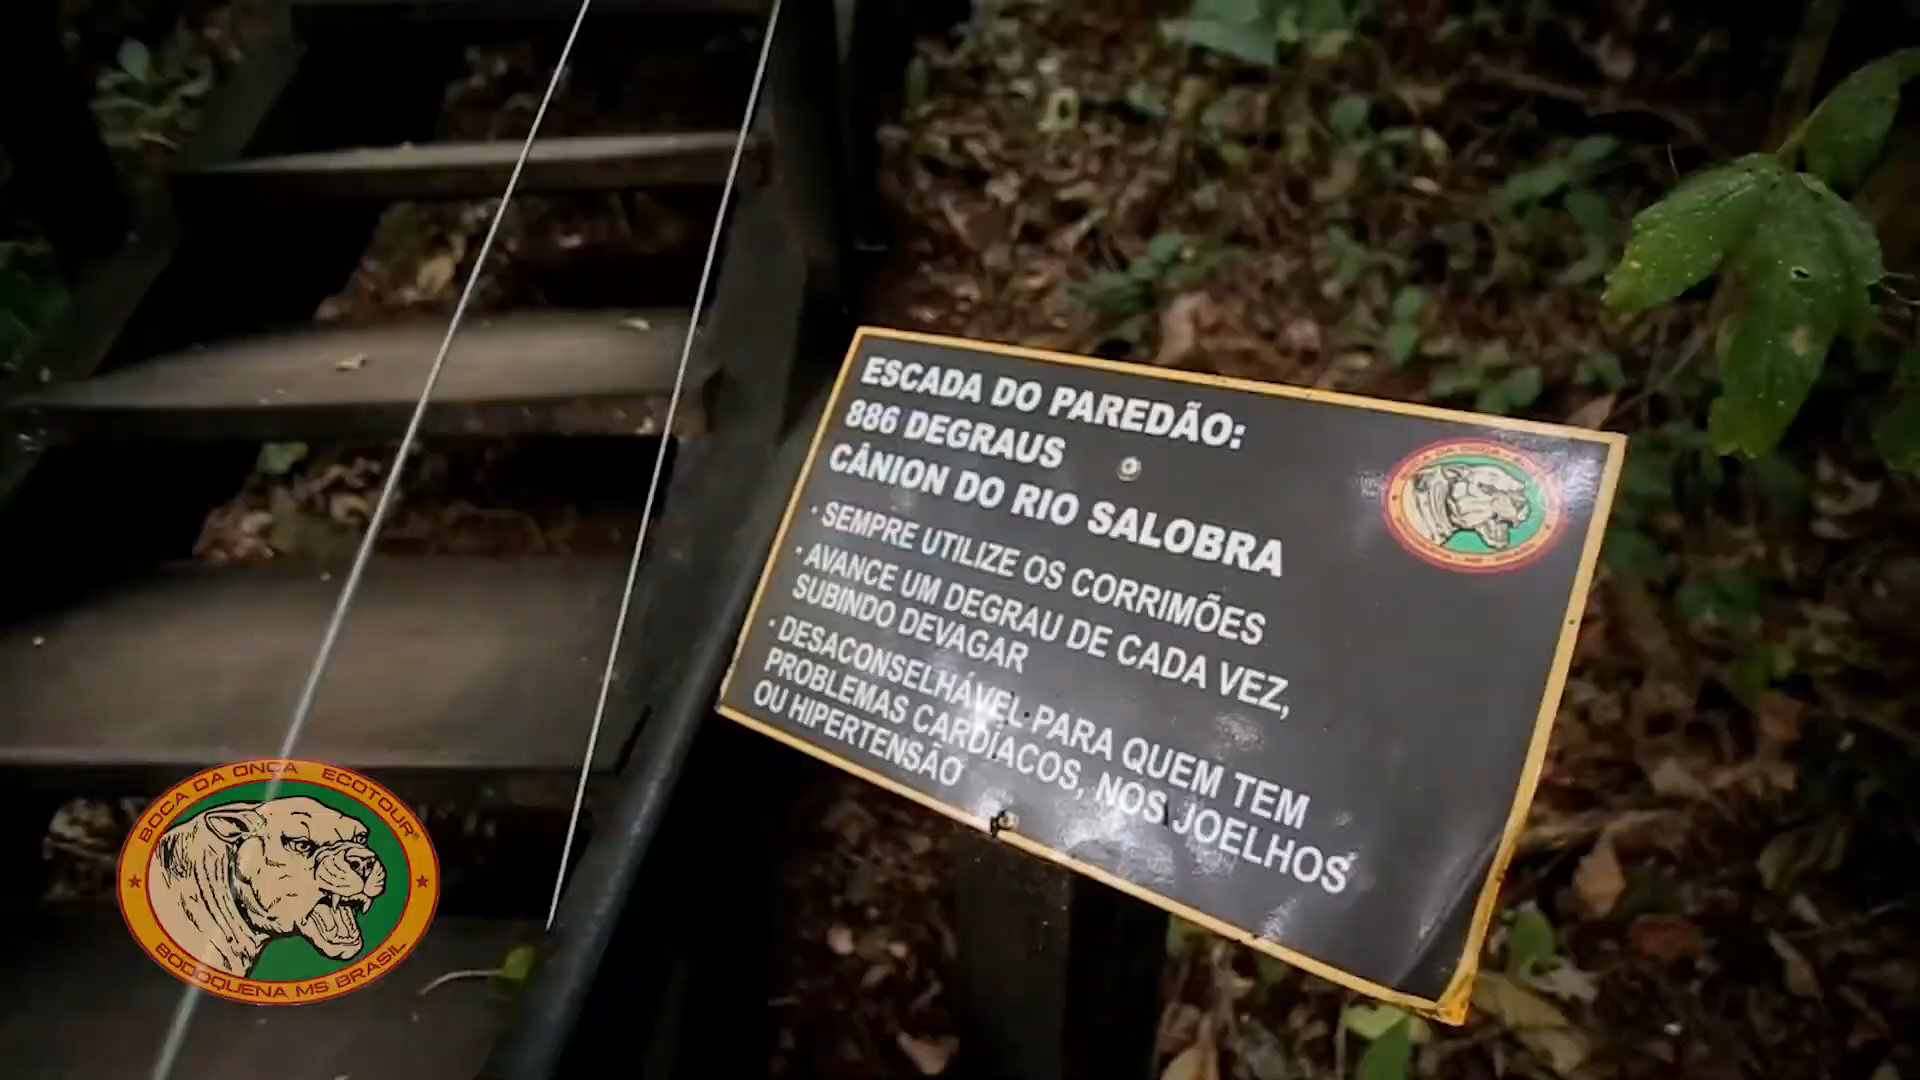 ESCADA DO PAREDÃO:
886 DEGRAUS
CÂNION DO RIO SALOBRA
· SEMPRE UTILIZE OS CORRIMÕES
· AVANCE UM DEGRAU DE CADA VEZ,
SUBINDO DEVAGAR
· DESACONSELHÁVEL PARA QUEM TEM
PROBLEMAS CARDÍACOS, NOS JOELHOS
OU HIPERTENSÃO
BOCA DA ONÇA ECOTOUR®
BODOQUENA MS BRASIL